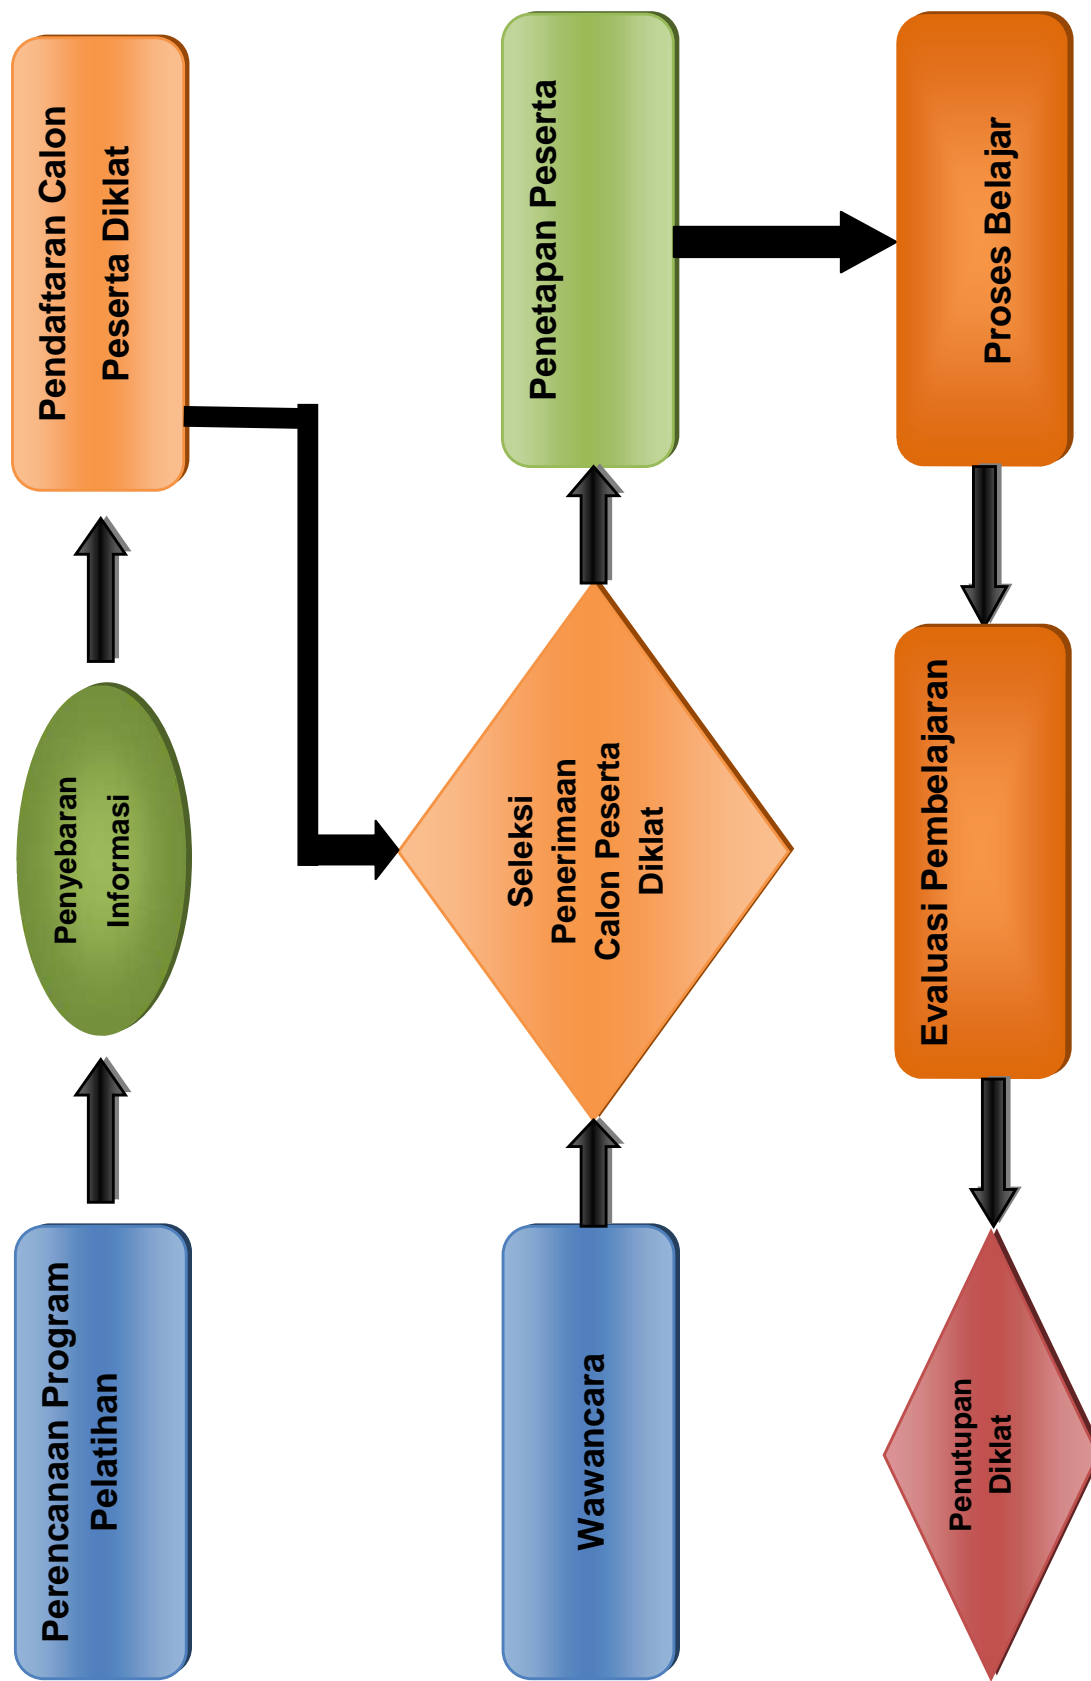 Perencanaan Program
Pelatihan
Penyebaran
Informasi
Pendaftaran Calon
Peserta Diklat
Wawancara
Seleksi
Penerimaan
Calon Peserta
Diklat
Penetapan Peserta
Penutupan
Diklat
Evaluasi Pembelajaran
Proses Belajar